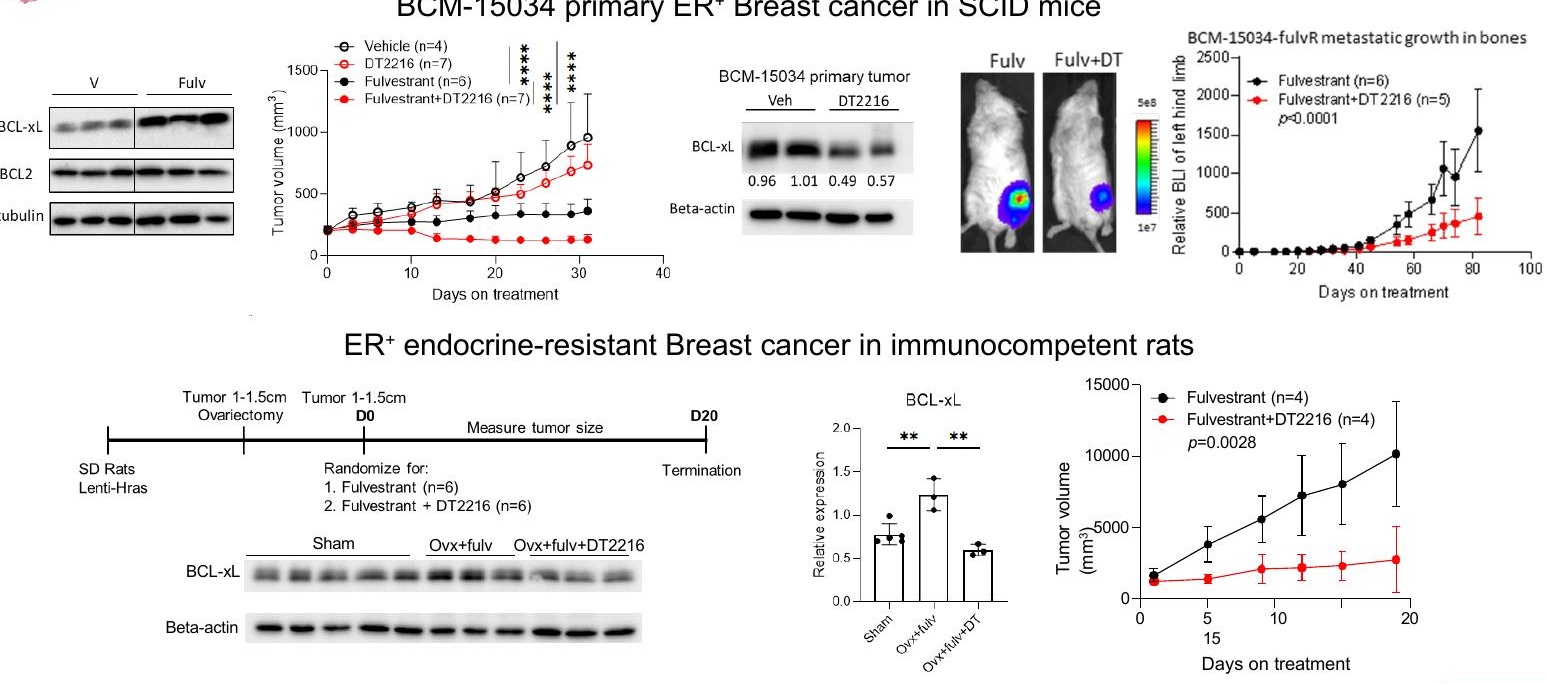 BCM-15034 primary ER+ Breast cancer in SCID mice
V Fulv
BCL-xL
BCL2
tubulin
Vehicle (n=4)
DT2216 (n=7)
Fulvestrant (n=6)
Fulvestrant+DT2216 (n=7)
****
****
****
Tumor volume (mm3)
1500
1000
500
0
0 10 20 30 40
Days on treatment
BCM-15034 primary tumor
Veh DT2216
BCL-xL
0.96 1.01 0.49 0.57
Beta-actin
Fulv Fulv+DT
5e8
1e7
BCM-15034-fulvR metastatic growth in bones
Fulvestrant (n=6)
Fulvestrant+DT2216 (n=5)
p<0.0001
Relative BLI of left hind limb
2500
2000
1500
1000
500
0
0 20 40 60 80 100
Days on treatment
ER+ endocrine-resistant Breast cancer in immunocompetent rats
Tumor 1-1.5cm
Ovariectomy
Tumor 1-1.5cm
D0
Measure tumor size
D20
SD Rats
Lenti-Hras
Randomize for:
1. Fulvestrant (n=6)
2. Fulvestrant + DT2216 (n=6)
Termination
Sham Ovx+fulv Ovx+fulv+DT2216
BCL-xL
Beta-actin
BCL-xL
** **
Relative expression
2.0
1.5
1.0
0.5
0.0
Sham
Ovx+fulv
Ovx+fulv+DT
Fulvestrant (n=4)
Fulvestrant+DT2216 (n=4)
p=0.0028
Tumor volume
(mm3)
15000
10000
5000
0
0 5 10 20
15
Days on treatment